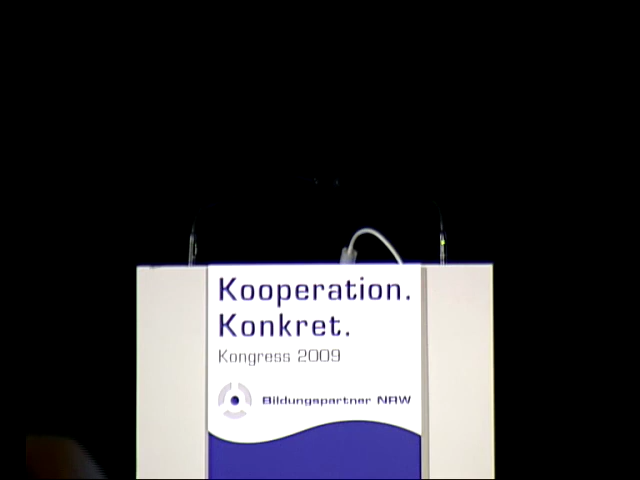 Kooperation.
Konkret.
Kongress 2009
Bildungspartner NRW